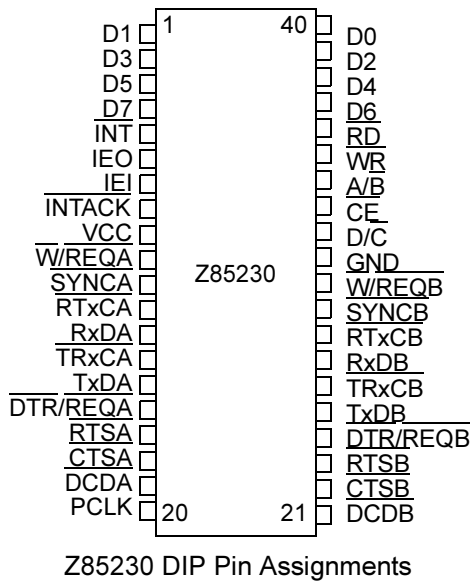 D1 1 40 D0
D3 D2
D5 D4
D7 D6
INT RD
IEO WR
IEI A/B
INTACK CE
VCC D/C
W/REQA GND
SYNCA Z85230 W/REQB
RTxCA SYNCB
RxDA RTxCB
TRxCA RxDB
TxDA TRxCB
DTR/REQA TxDB
RTSA DTR/REQB
CTSA RTSB
DCDA CTSB
PCLK 20 21 DCDB
Z85230 DIP Pin Assignments